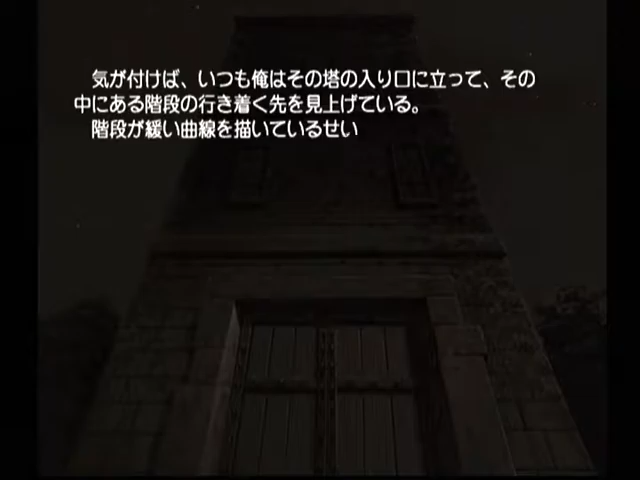 気が付けば、いつも俺はその塔の入り口に立って、その
中にある階段の行き着く先を見上げている。
階段が緩い曲線を描いているせい